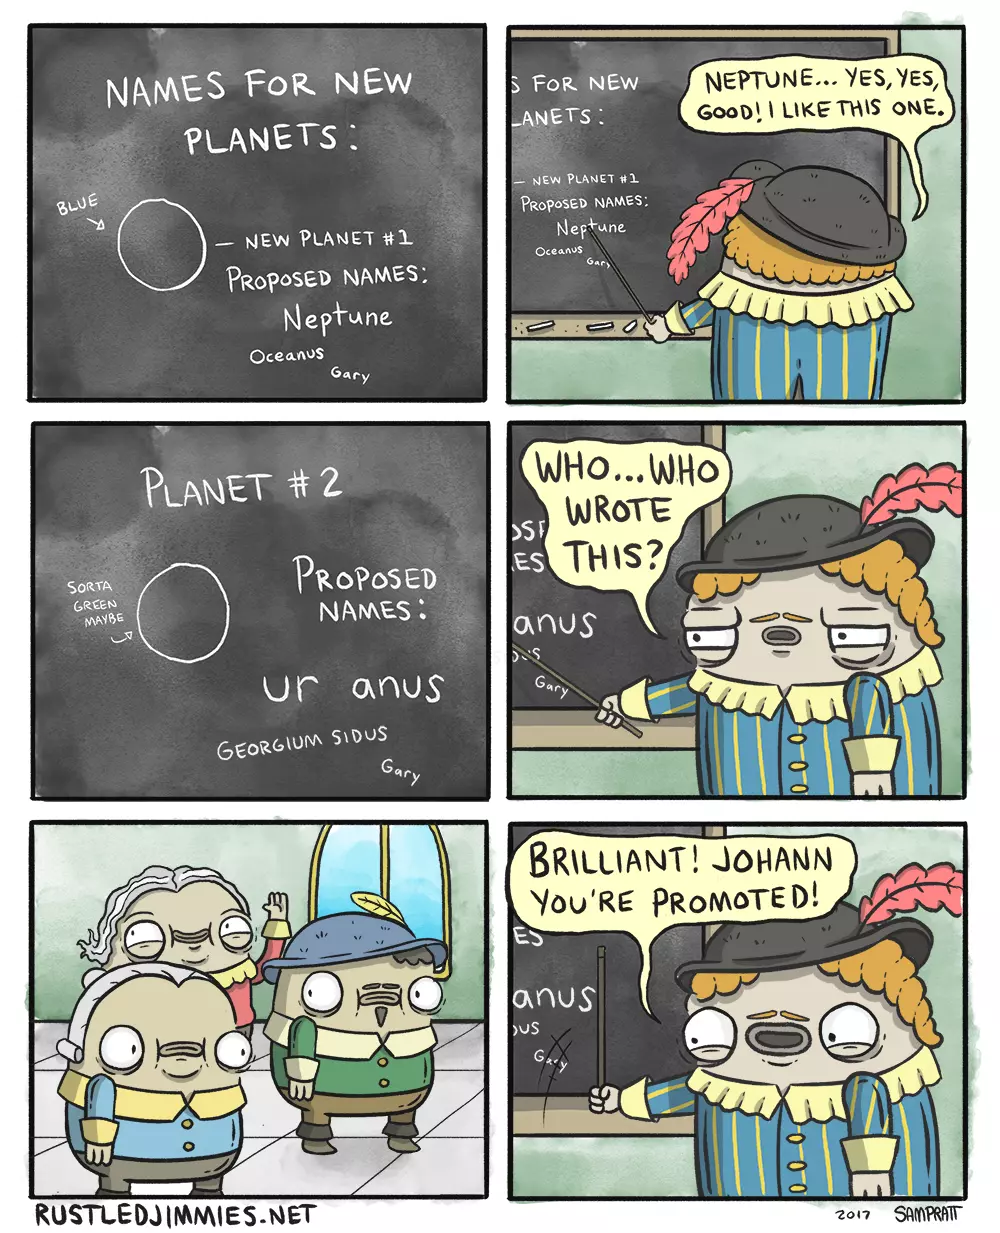 NAMES FOR NEW
PLANETS:
BLUE
— NEW PLANET #1
PROPOSED NAMES:
Neptune
OCEANUS
Gary
S FOR NEW
LANETS:
— NEW PLANET #1
PROPOSED NAMES:
Neptune
OCEANUS
Gary
NEPTUNE... YES, YES,
GOOD! I LIKE THIS ONE.
PLANET #2
SORTA
GREEN
MAYBE
PROPOSED
NAMES:
ur anus
GEORGIUM SIDUS
Gary
WHO...WHO
WROTE
THIS?
OSE
ES
anus
DUS
Gary
BRILLIANT! JOHANN
YOU'RE PROMOTED!
ES
anus
DUS
Gary
RUSTLEDJIMMIES.NET
2017 SAMPRATT